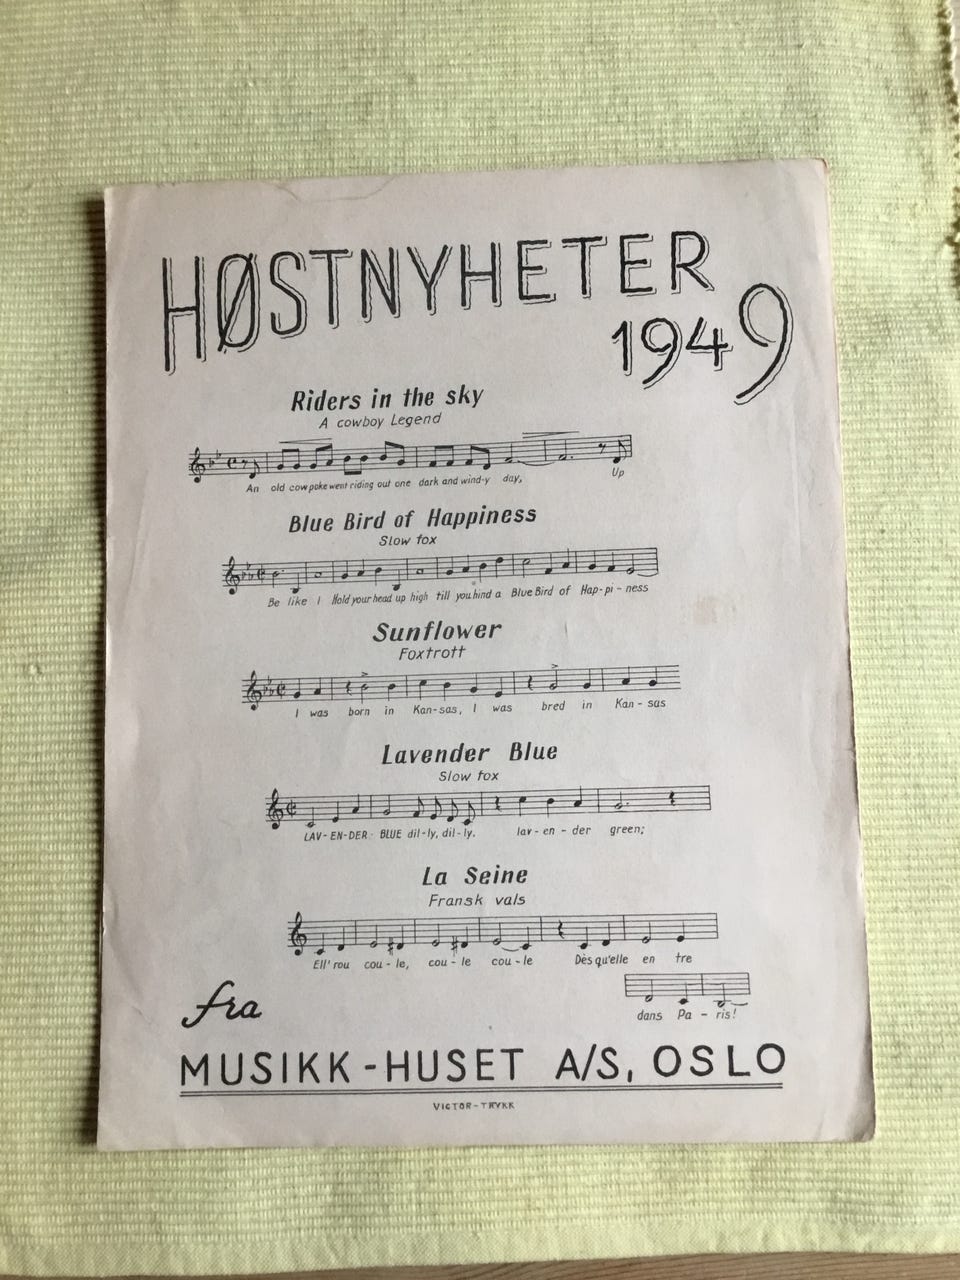 HØSTNYHETER
1949
Riders in the sky
A cowboy Legend
An old cowpoke went riding out one dark and wind-y day, Up
Blue Bird of Happiness
Slow fox
Be like I Hold your head up high till you hind a Blue Bird of Hap-pi-ness
Sunflower
Foxtrott
I was born in Kan-sas, I was bred in Kan-sas
Lavender Blue
Slow fox
LAV-EN-DER BLUE dil-ly, dil-ly, lav-en-der green;
La Seine
Fransk vals
Ell' rou cou-le, cou-le cou-le Dès qu'elle en tre
dans Pa-ris!
fra
MUSIKK-HUSET A/S, OSLO
VICTOR-TRYKK